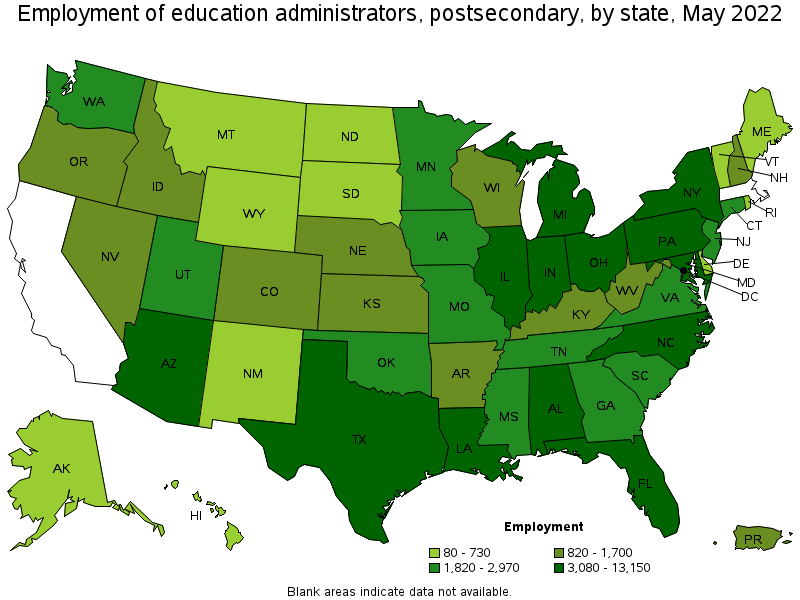 Employment of education administrators, postsecondary, by state, May 2022
WA
MT
ND
MN
ME
OR
ID
WY
SD
WI
MI
NY
VT
NH
RI
CT
NV
UT
CO
NE
IA
KS
MO
IL
IN
OH
PA
NJ
DE
MD
DC
WV
VA
KY
AZ
NM
OK
AR
TN
NC
SC
TX
LA
MS
AL
GA
FL
AK
HI
PR
Employment
80 - 730
820 - 1,700
1,820 - 2,970
3,080 - 13,150
Blank areas indicate data not available.